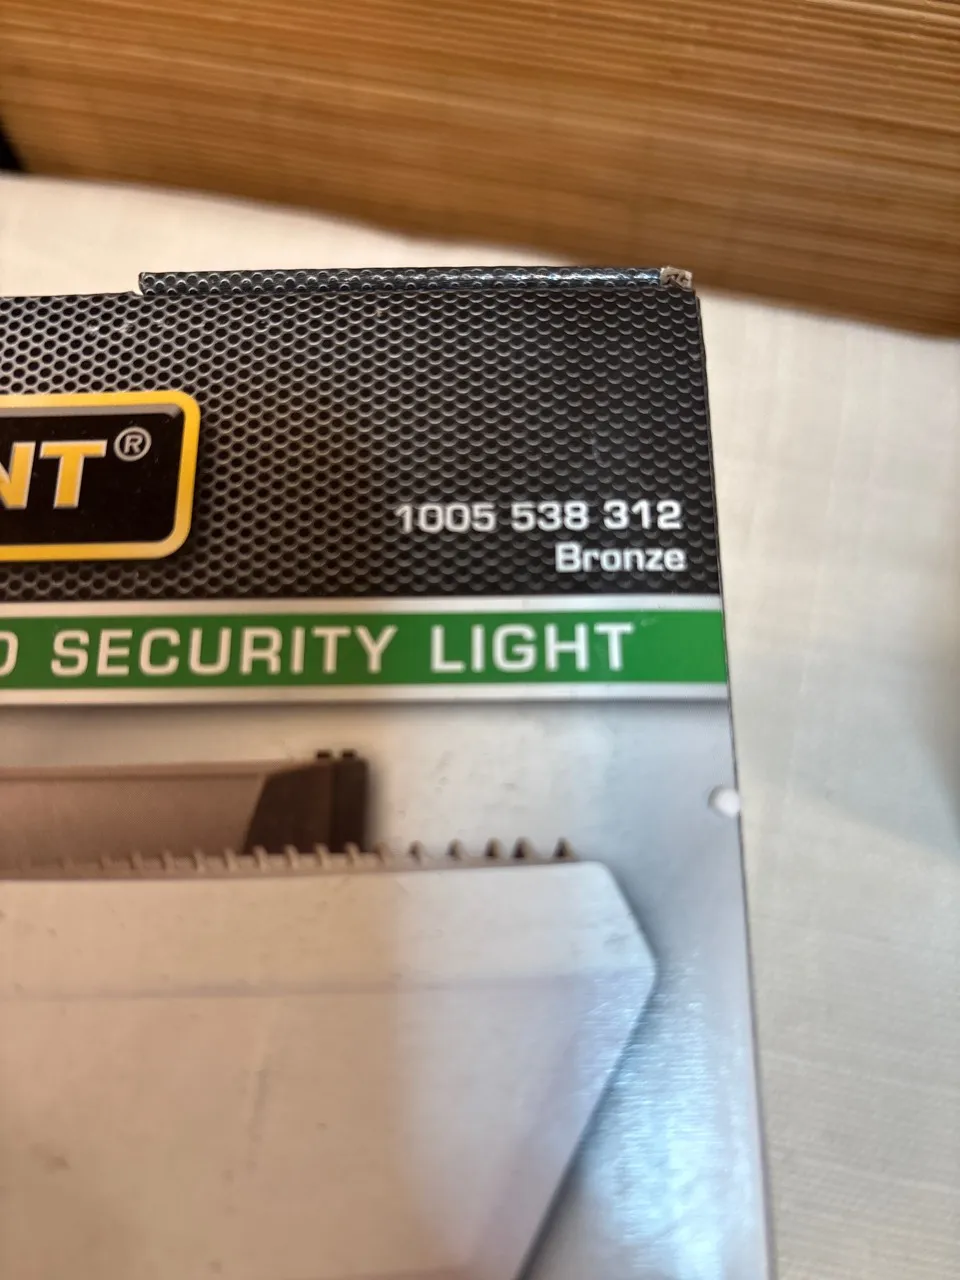 NT®
1005 538 312
Bronze
SECURITY LIGHT